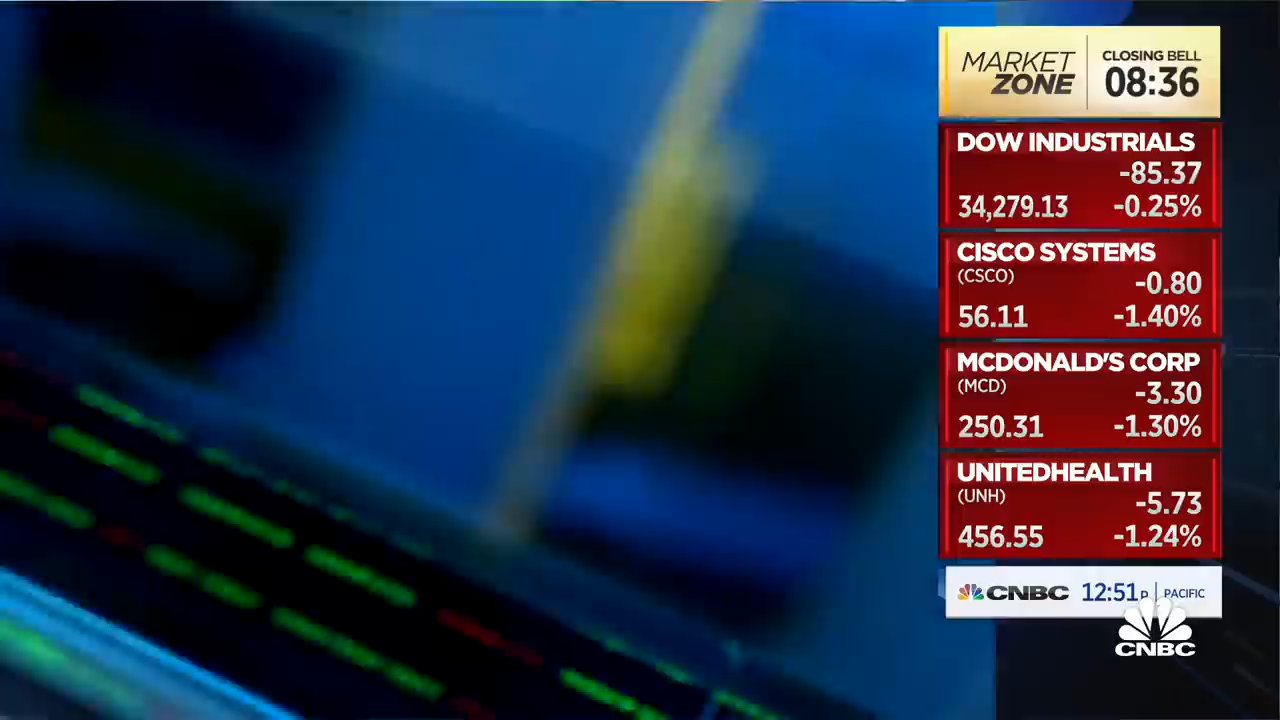 MARKET ZONE
CLOSING BELL
08:36
DOW INDUSTRIALS
-85.37
34,279.13 -0.25%
CISCO SYSTEMS
(CSCO) -0.80
56.11 -1.40%
MCDONALD'S CORP
(MCD) -3.30
250.31 -1.30%
UNITEDHEALTH
(UNH) -5.73
456.55 -1.24%
CNBC 12:51P PACIFIC
CNBC